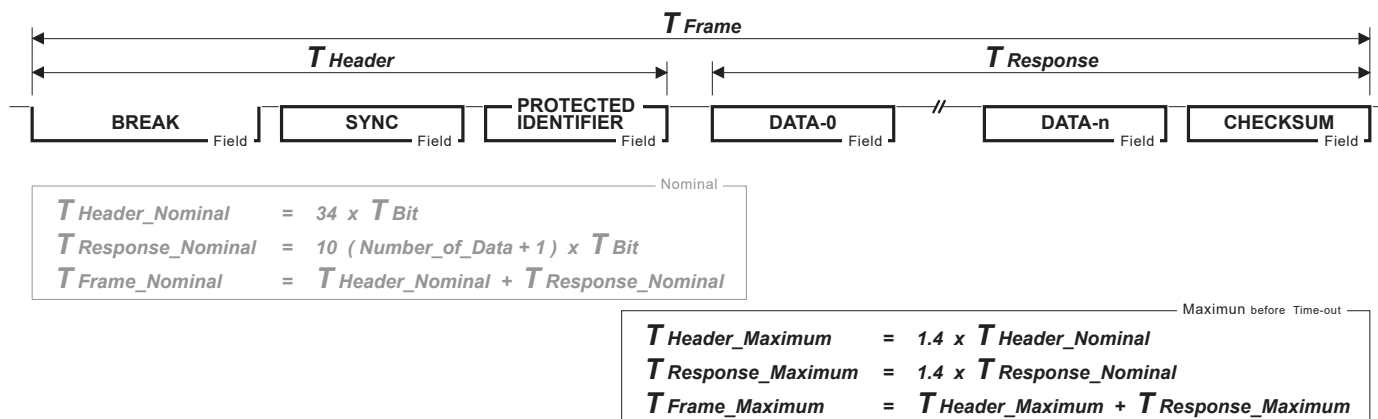 T Frame
T Header
T Response
BREAK
Field
SYNC
Field
PROTECTED
IDENTIFIER
Field
DATA-0
Field
DATA-n
Field
CHECKSUM
Field
Nominal
T Header_Nominal = 34 x T Bit
T Response_Nominal = 10 ( Number_of_Data + 1 ) x T Bit
T Frame_Nominal = T Header_Nominal + T Response_Nominal
Maximun before Time-out
T Header_Maximum = 1.4 x T Header_Nominal
T Response_Maximum = 1.4 x T Response_Nominal
T Frame_Maximum = T Header_Maximum + T Response_Maximum